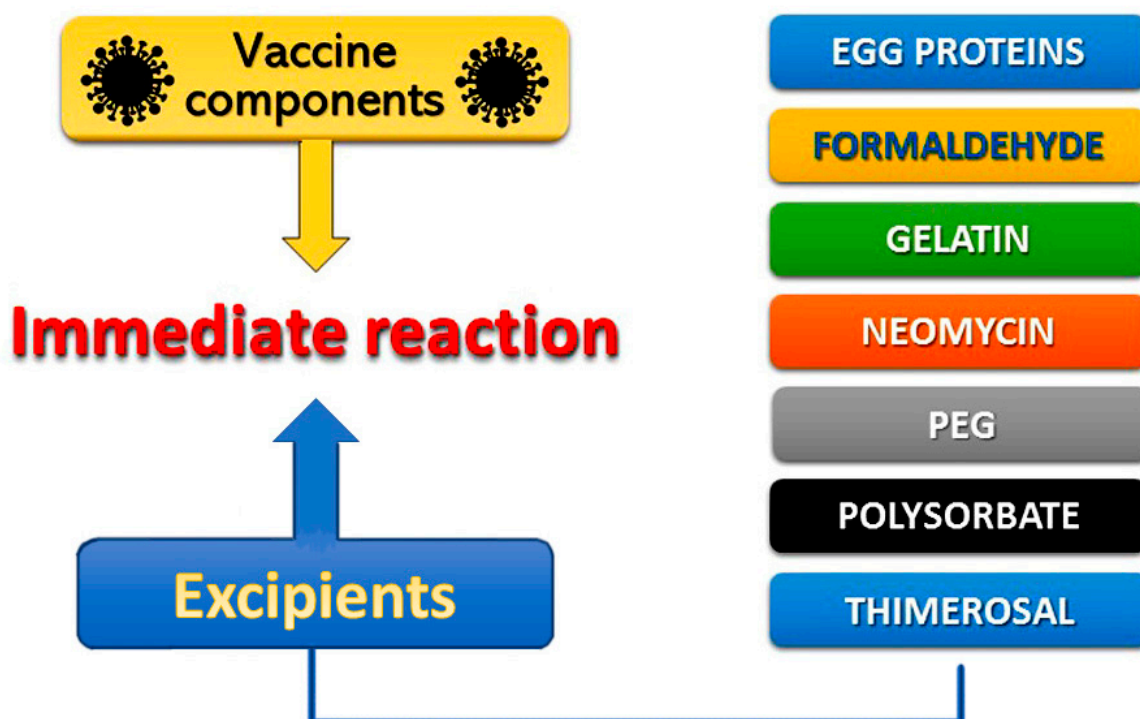 Vaccine
components
Immediate reaction
Excipients
EGG PROTEINS
FORMALDEHYDE
GELATIN
NEOMYCIN
PEG
POLYSORBATE
THIMEROSAL